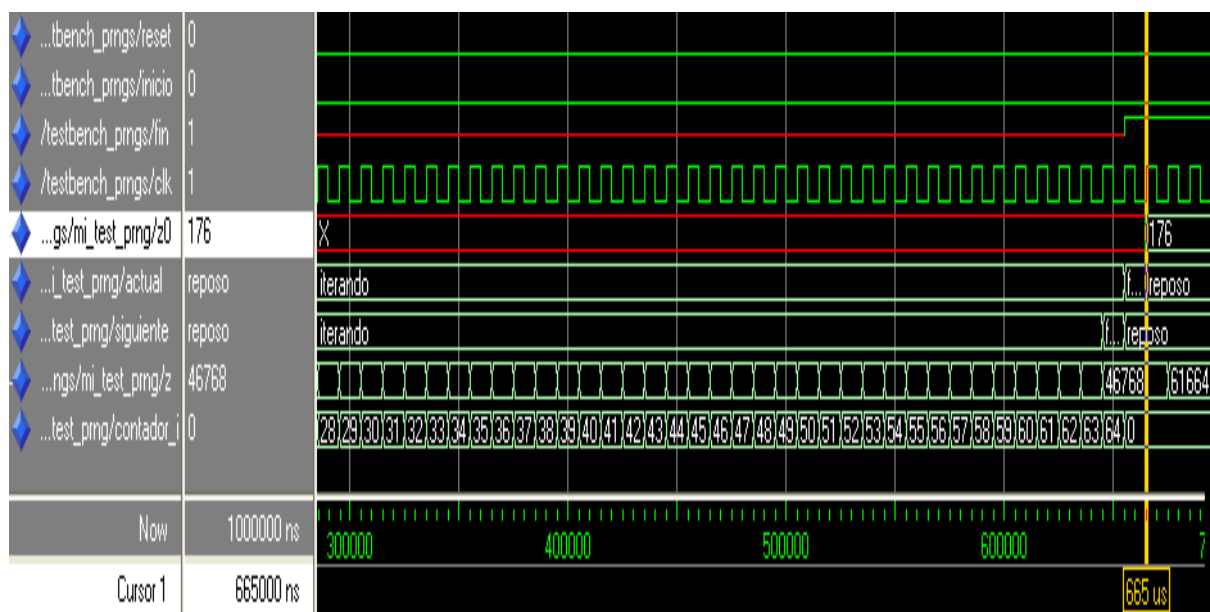 ...tbench_prngs/reset 0
...tbench_prngs/inicio 0
/testbench_prngs/fin 1
/testbench_prngs/clk 1
...gs/mi_test_prng/z0 176 X 176
...i_test_prng/actual reposo iterando f... reposo
...test_prng/siguiente reposo iterando f... reposo
...ngs/mi_test_prng/z 46768 46768 61664
...test_prng/contador_i 0 28 29 30 31 32 33 34 35 36 37 38 39 40 41 42 43 44 45 46 47 48 49 50 51 52 53 54 55 56 57 58 59 60 61 62 63 64 0
Now 1000000 ns 300000 400000 500000 600000 7
Cursor 1 665000 ns 665 us